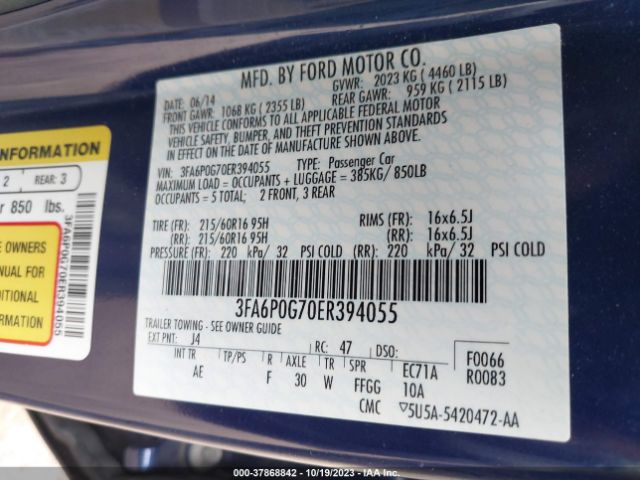 MFD. BY FORD MOTOR CO.
DATE: 06/14 GVWR: 2023 KG ( 4460 LB)
FRONT GAWR: 1068 KG ( 2355 LB) REAR GAWR: 959 KG ( 2115 LB)
THIS VEHICLE CONFORMS TO ALL APPLICABLE FEDERAL MOTOR
VEHICLE SAFETY, BUMPER, AND THEFT PREVENTION STANDARDS
IN EFFECT ON THE DATE OF MANUFACTURE SHOWN ABOVE.
VIN: 3FA6P0G70ER394055 TYPE: Passenger Car
MAXIMUM LOAD = OCCUPANTS + LUGGAGE = 385KG/850LB
OCCUPANTS = 5 TOTAL; 2 FRONT, 3 REAR
TIRE (FR): 215/60R16 95H RIMS (FR): 16x6.5J
(RR): 215/60R16 95H (RR): 16x6.5J
PRESSURE (FR): 220 kPa/ 32 PSI COLD (RR): 220 kPa/ 32 PSI COLD
3FA6P0G70ER394055
TRAILER TOWING - SEE OWNER GUIDE
EXT PNT: J4 RC: 47 DSO: F0066
INT TR TP/PS R AXLE TR SPR EC71A R0083
AE F 30 W FFGG 10A
CMC ▽5U5A-5420472-AA
INFORMATION
2 REAR: 3
r 850 lbs.
3FA6P0G70ER394055
E OWNERS
NUAL FOR
DITIONAL
ORMATION
000-37868842 - 10/19/2023 - IAA Inc.